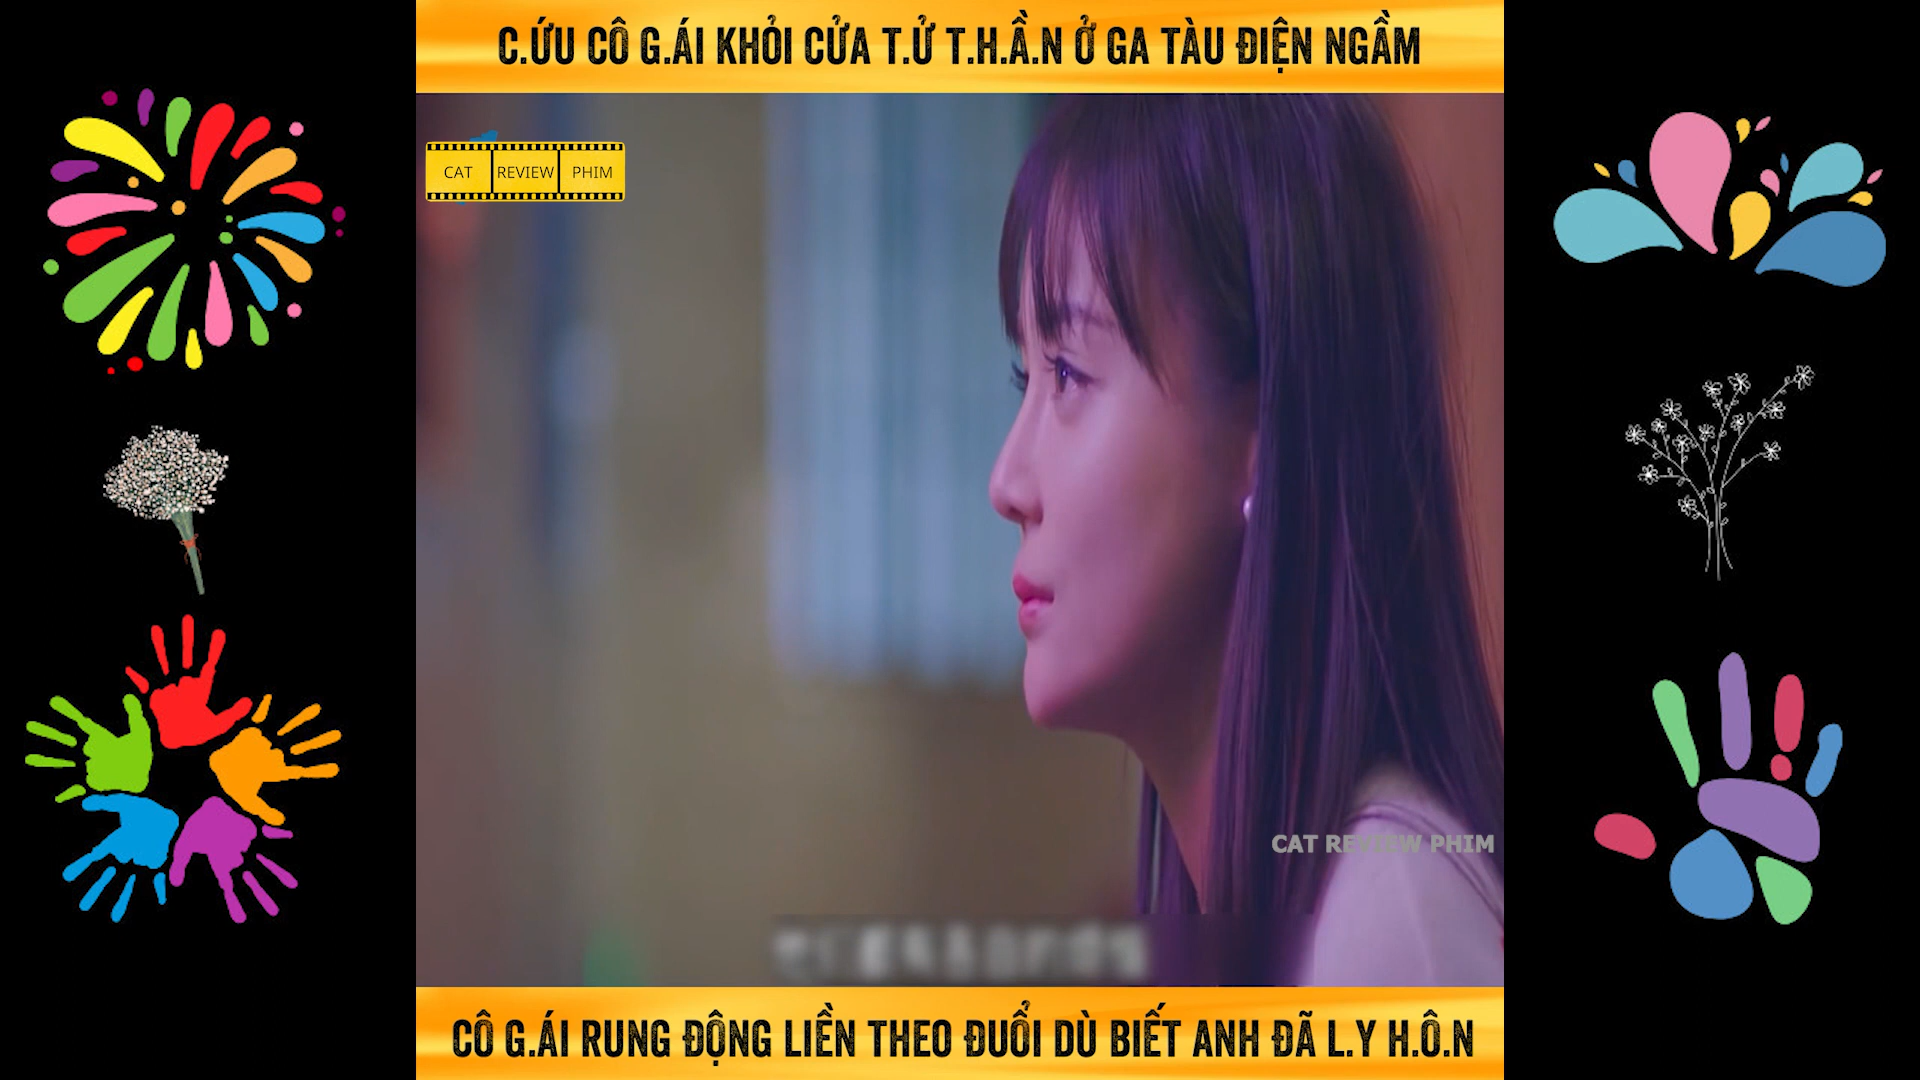 C.ỨU CÔ G.ÁI KHỎI CỬA T.Ử T.H.Ầ.N Ở GA TÀU ĐIỆN NGẦM
CAT REVIEW PHIM
CAT REVIEW PHIM
CÔ G.ÁI RUNG ĐỘNG LIỀN THEO ĐUỔI DÙ BIẾT ANH ĐÃ L.Y H.Ô.N